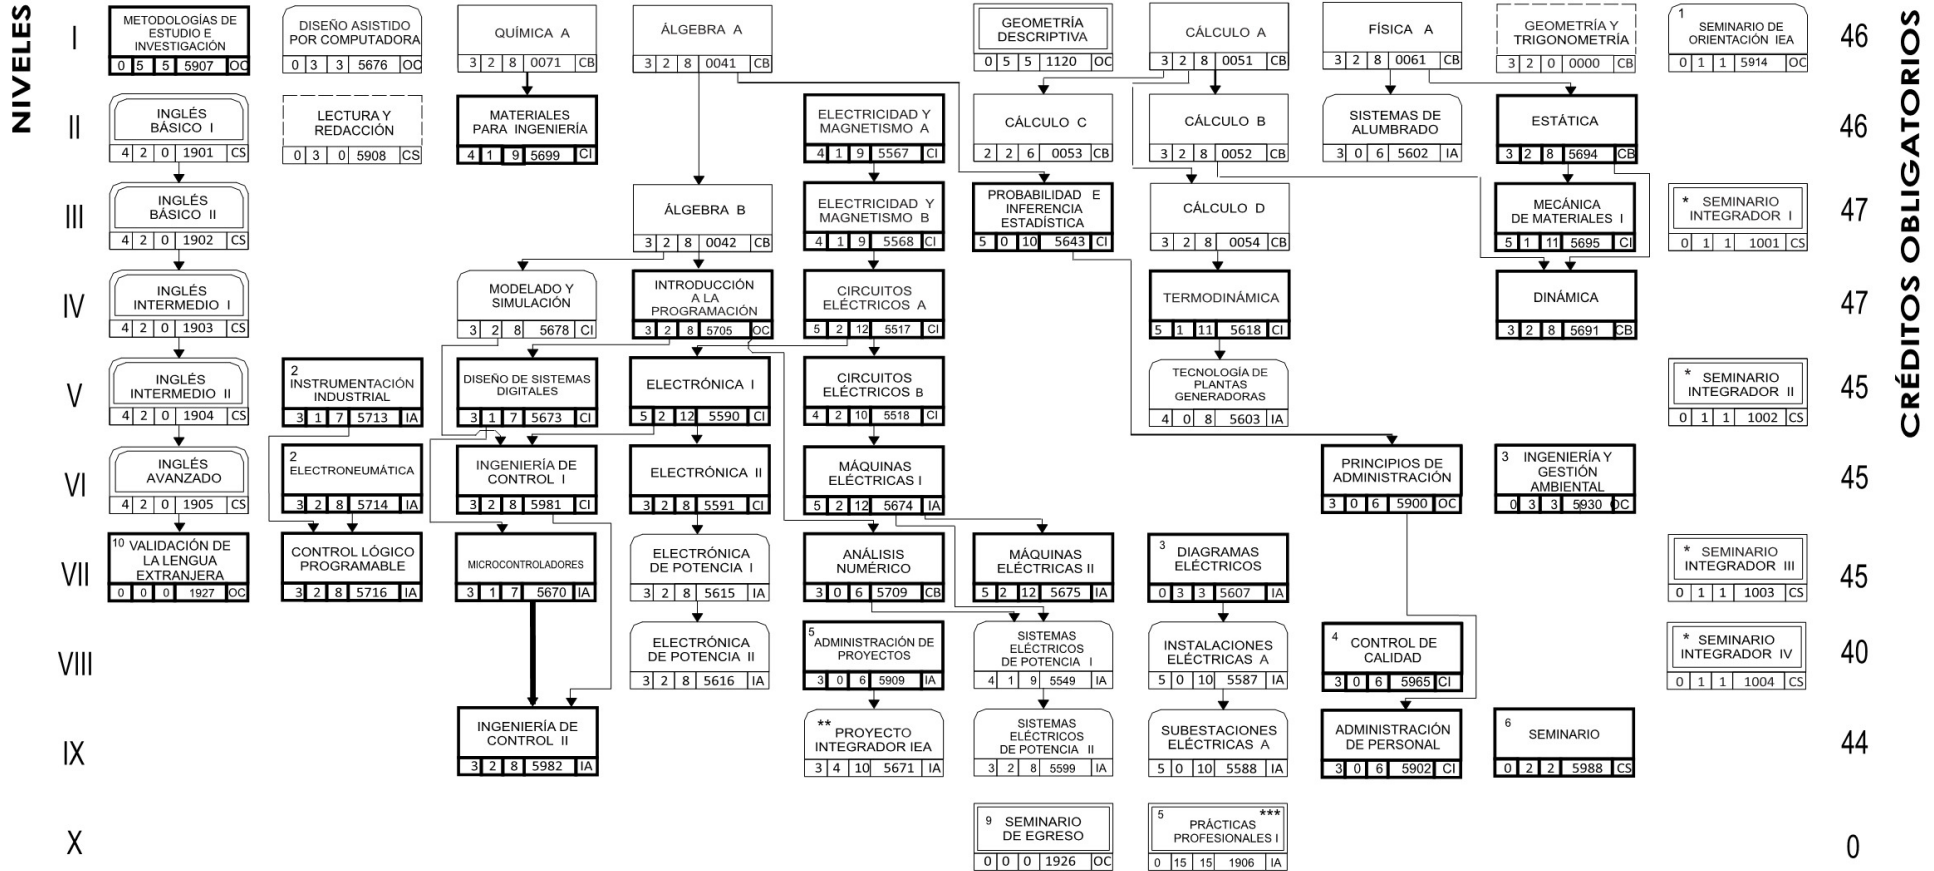 NIVELES
CRÉDITOS OBLIGATORIOS
I
METODOLOGÍAS DE
ESTUDIO E
INVESTIGACIÓN
0 5 5 5907 OC
DISEÑO ASISTIDO
POR COMPUTADORA
0 3 3 5676 OC
QUÍMICA A
3 2 8 0071 CB
ÁLGEBRA A
3 2 8 0041 CB
GEOMETRÍA
DESCRIPTIVA
0 5 5 1120 OC
CÁLCULO A
3 2 8 0051 CB
FÍSICA A
3 2 8 0061 CB
GEOMETRÍA Y
TRIGONOMETRÍA
3 2 0 0000 CB
1
SEMINARIO DE
ORIENTACIÓN IEA
0 1 1 5914 OC
46
II
INGLÉS
BÁSICO I
4 2 0 1901 CS
LECTURA Y
REDACCIÓN
0 3 0 5908 CS
MATERIALES
PARA INGENIERÍA
4 1 9 5699 CI
ELECTRICIDAD Y
MAGNETISMO A
4 1 9 5567 CI
CÁLCULO C
2 2 6 0053 CB
CÁLCULO B
3 2 8 0052 CB
SISTEMAS DE
ALUMBRADO
3 0 6 5602 IA
ESTÁTICA
3 2 8 5694 CB
46
III
INGLÉS
BÁSICO II
4 2 0 1902 CS
ÁLGEBRA B
3 2 8 0042 CB
ELECTRICIDAD Y
MAGNETISMO B
4 1 9 5568 CI
PROBABILIDAD E
INFERENCIA
ESTADÍSTICA
5 0 10 5643 CI
CÁLCULO D
3 2 8 0054 CB
MECÁNICA
DE MATERIALES I
5 1 11 5695 CI
* SEMINARIO
INTEGRADOR I
0 1 1 1001 CS
47
IV
INGLÉS
INTERMEDIO I
4 2 0 1903 CS
MODELADO Y
SIMULACIÓN
3 2 8 5678 CI
INTRODUCCIÓN
A LA
PROGRAMACIÓN
3 2 8 5705 OC
CIRCUITOS
ELÉCTRICOS A
5 2 12 5517 CI
TERMODINÁMICA
5 1 11 5618 CI
DINÁMICA
3 2 8 5691 CB
47
V
INGLÉS
INTERMEDIO II
4 2 0 1904 CS
2
INSTRUMENTACIÓN
INDUSTRIAL
3 1 7 5713 IA
DISEÑO DE SISTEMAS
DIGITALES
3 1 7 5673 CI
ELECTRÓNICA I
5 2 12 5590 CI
CIRCUITOS
ELÉCTRICOS B
4 2 10 5518 CI
TECNOLOGÍA DE
PLANTAS
GENERADORAS
4 0 8 5603 IA
* SEMINARIO
INTEGRADOR II
0 1 1 1002 CS
45
VI
INGLÉS
AVANZADO
4 2 0 1905 CS
2
ELECTRONEUMÁTICA
3 2 8 5714 IA
INGENIERÍA DE
CONTROL I
3 2 8 5981 CI
ELECTRÓNICA II
3 2 8 5591 CI
MÁQUINAS
ELÉCTRICAS I
5 2 12 5674 IA
PRINCIPIOS DE
ADMINISTRACIÓN
3 0 6 5900 OC
3 INGENIERÍA Y
GESTIÓN
AMBIENTAL
0 3 3 5930 OC
45
VII
10 VALIDACIÓN DE
LA LENGUA
EXTRANJERA
0 0 0 1927 OC
CONTROL LÓGICO
PROGRAMABLE
3 2 8 5716 IA
MICROCONTROLADORES
3 1 7 5670 IA
ELECTRÓNICA
DE POTENCIA I
3 2 8 5615 IA
ANÁLISIS
NUMÉRICO
3 0 6 5709 CB
MÁQUINAS
ELÉCTRICAS II
5 2 12 5675 IA
3 DIAGRAMAS
ELÉCTRICOS
0 3 3 5607 IA
* SEMINARIO
INTEGRADOR III
0 1 1 1003 CS
45
VIII
ELECTRÓNICA
DE POTENCIA II
3 2 8 5616 IA
5
ADMINISTRACIÓN DE
PROYECTOS
3 0 6 5909 IA
SISTEMAS
ELÉCTRICOS
DE POTENCIA I
4 1 9 5549 IA
INSTALACIONES
ELÉCTRICAS A
5 0 10 5587 IA
4
CONTROL DE
CALIDAD
3 0 6 5965 CI
* SEMINARIO
INTEGRADOR IV
0 1 1 1004 CS
40
IX
INGENIERÍA DE
CONTROL II
3 2 8 5982 IA
** PROYECTO
INTEGRADOR IEA
3 4 10 5671 IA
SISTEMAS
ELÉCTRICOS
DE POTENCIA II
3 2 8 5599 IA
SUBESTACIONES
ELÉCTRICAS A
5 0 10 5588 IA
ADMINISTRACIÓN
DE PERSONAL
3 0 6 5902 CI
6
SEMINARIO
0 2 2 5988 CS
44
X
9 SEMINARIO
DE EGRESO
0 0 0 1926 OC
5 ***
PRÁCTICAS
PROFESIONALES I
0 15 15 1906 IA
0